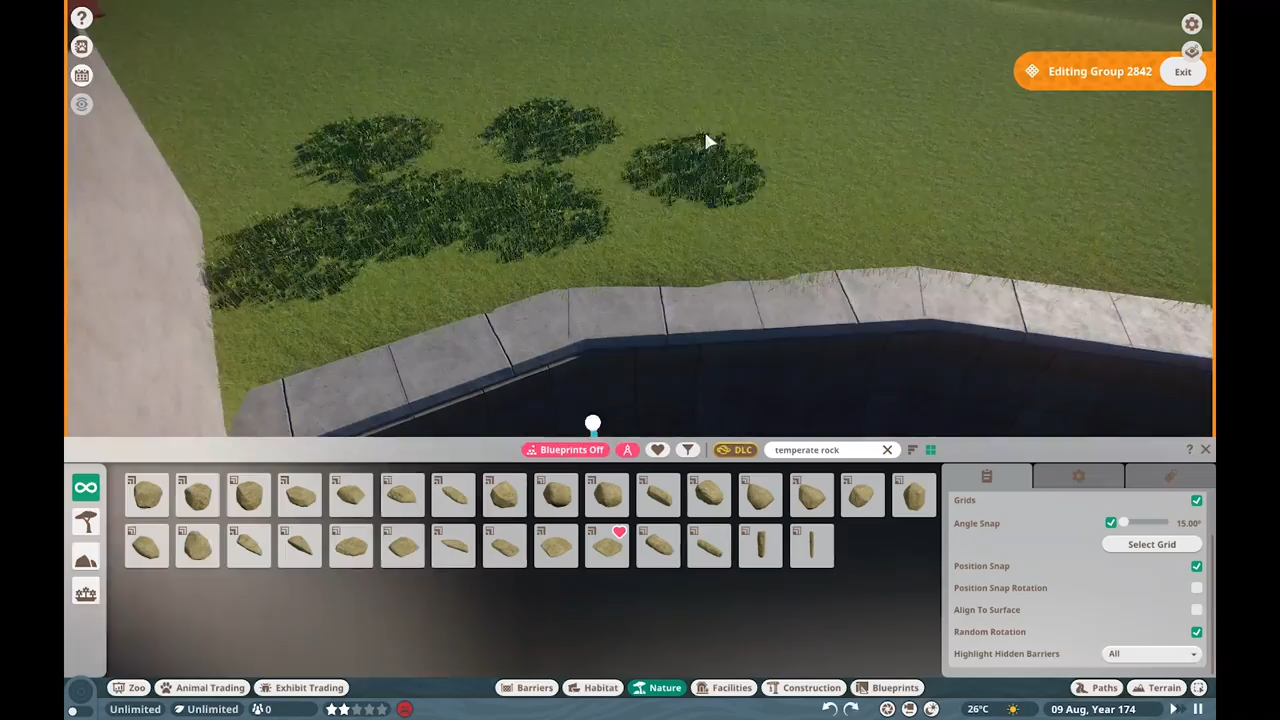 ?
Editing Group 2842
Exit
Blueprints Off
DLC
temperate rock
?
Grids
Angle Snap
15.00°
Select Grid
Position Snap
Position Snap Rotation
Align To Surface
Random Rotation
Highlight Hidden Barriers
All
Zoo
Animal Trading
Exhibit Trading
Barriers
Habitat
Nature
Facilities
Construction
Blueprints
Paths
Terrain
Unlimited
Unlimited
0
26°C
09 Aug, Year 174